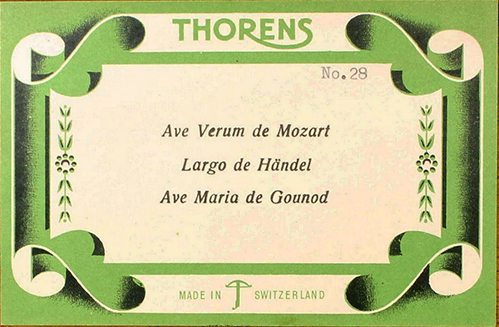 THORENS
No. 28
Ave Verum de Mozart
Largo de Händel
Ave Maria de Gounod
MADE IN SWITZERLAND